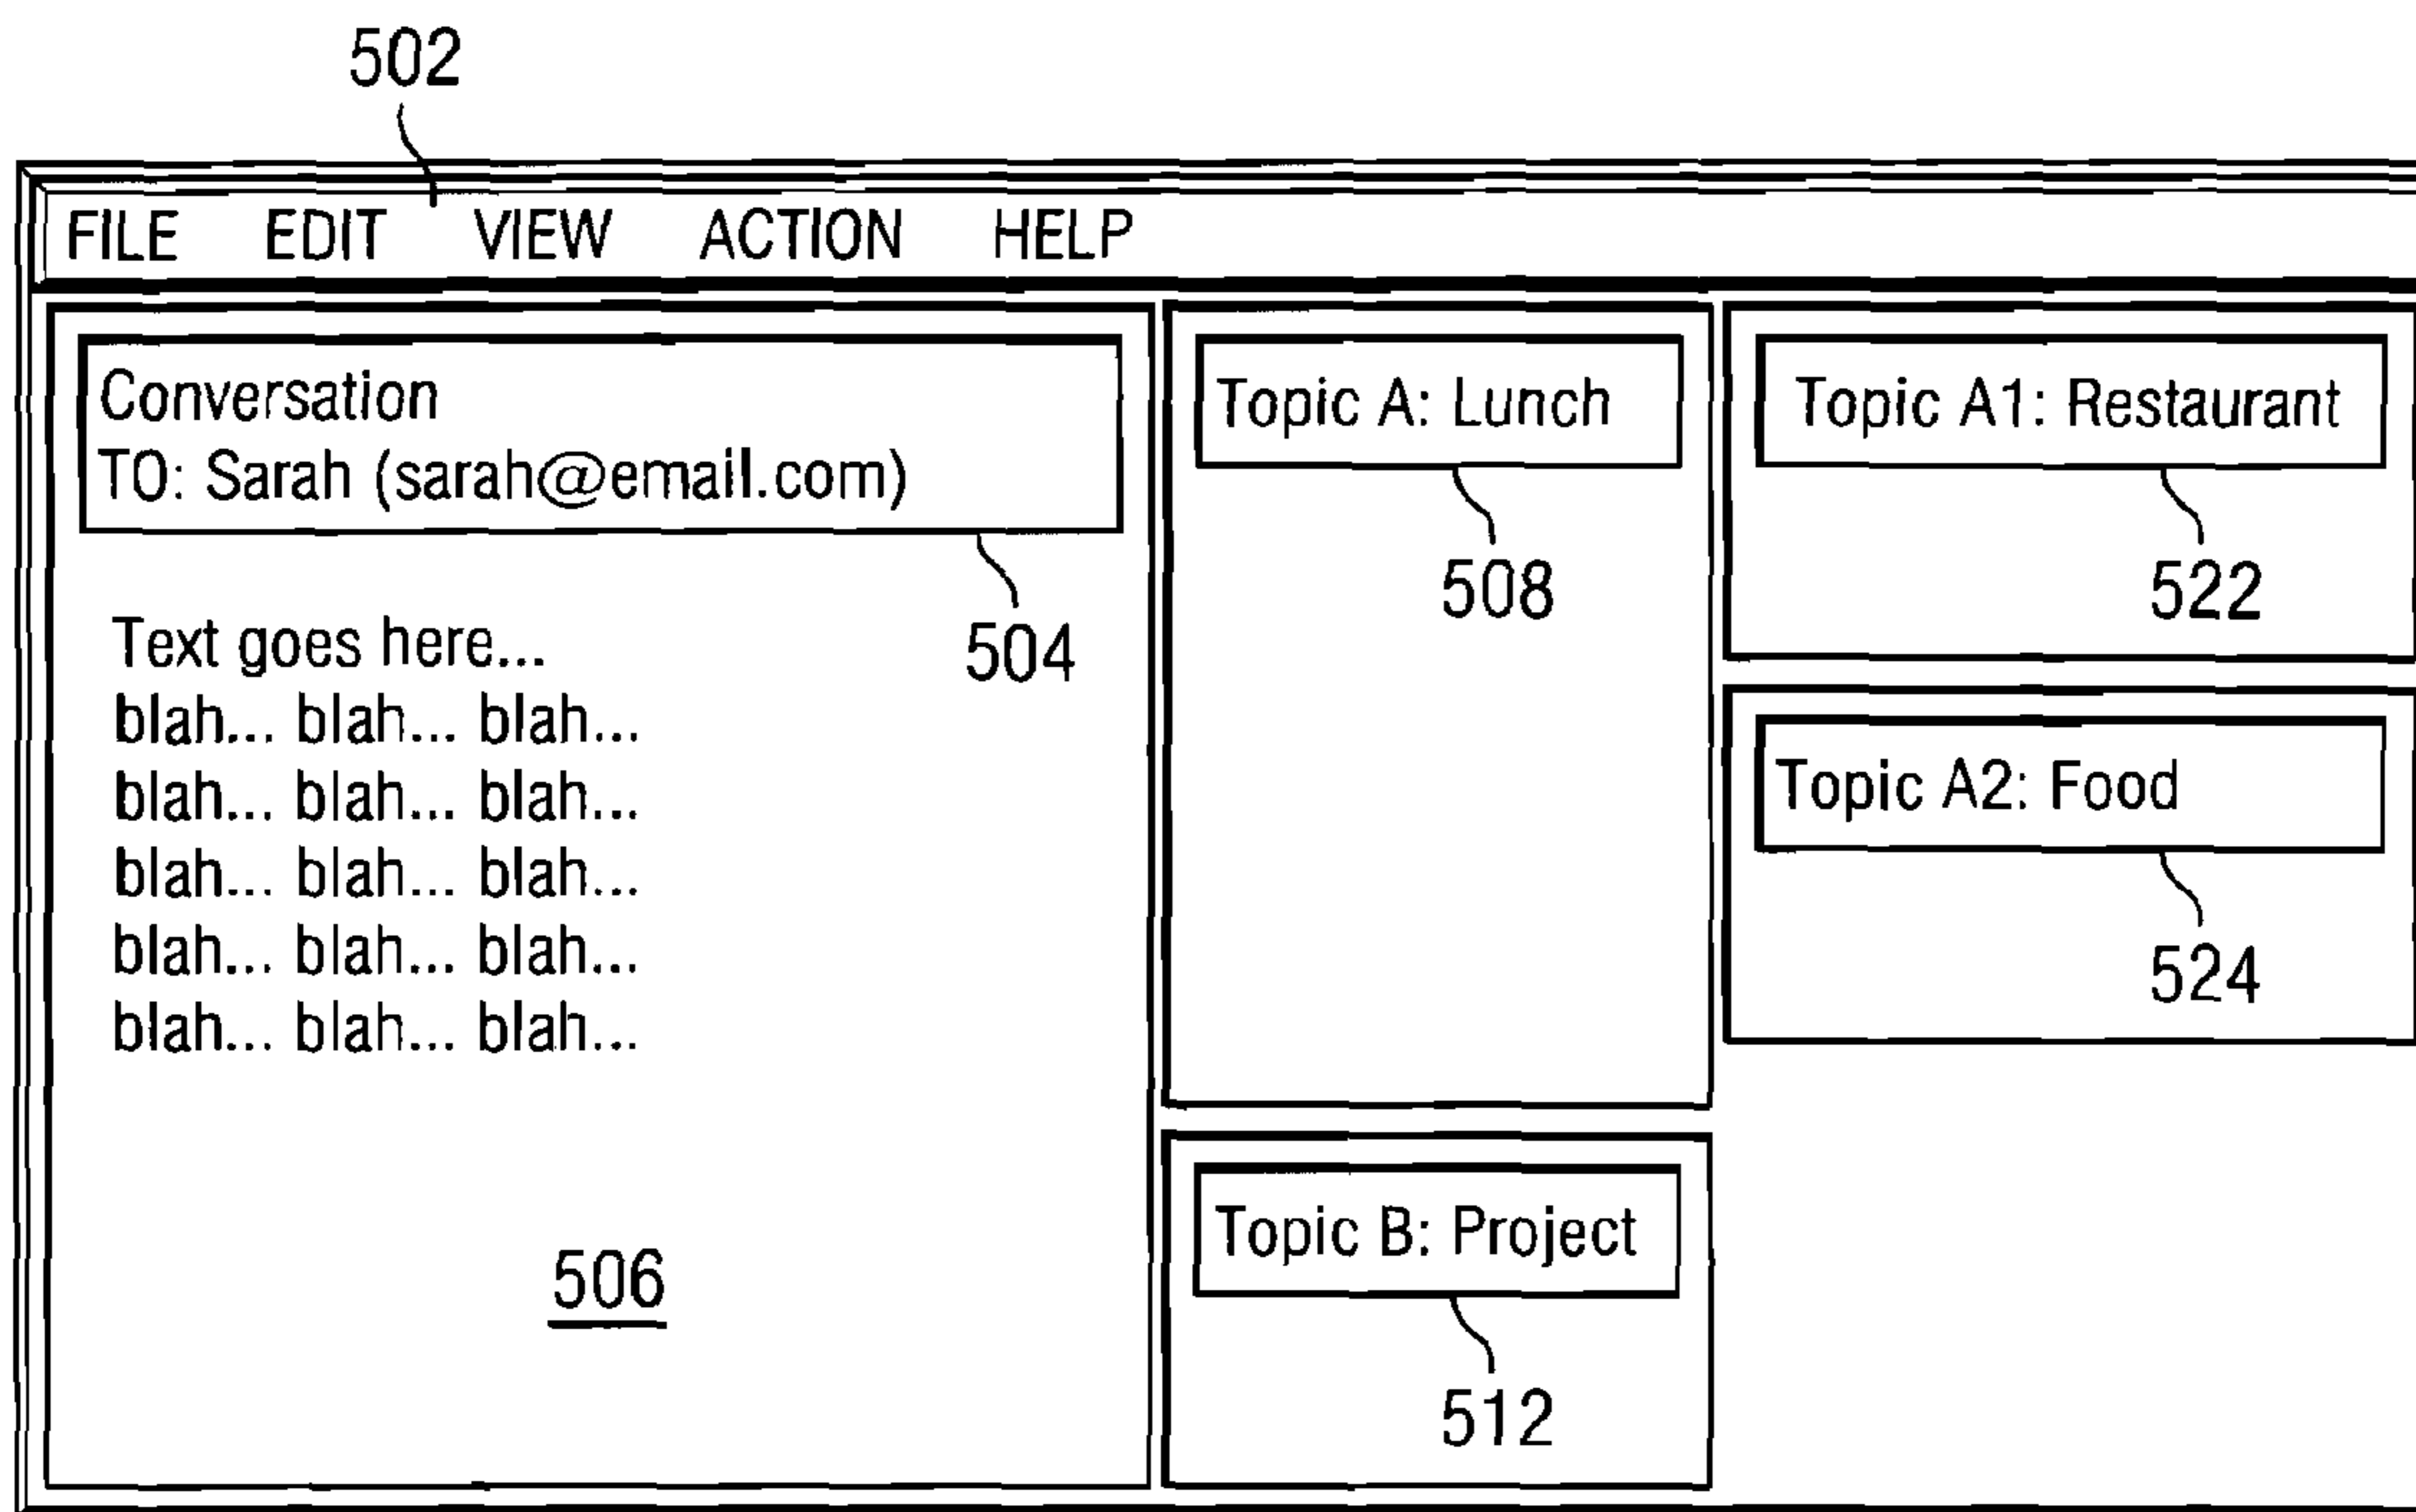 502
FILE EDIT VIEW ACTION HELP
Conversation
TO: Sarah (sarah@email.com)
504
Text goes here...
blah... blah... blah...
blah... blah... blah...
blah... blah... blah...
blah... blah... blah...
blah... blah... blah...
506
Topic A: Lunch
508
Topic B: Project
512
Topic A1: Restaurant
522
Topic A2: Food
524